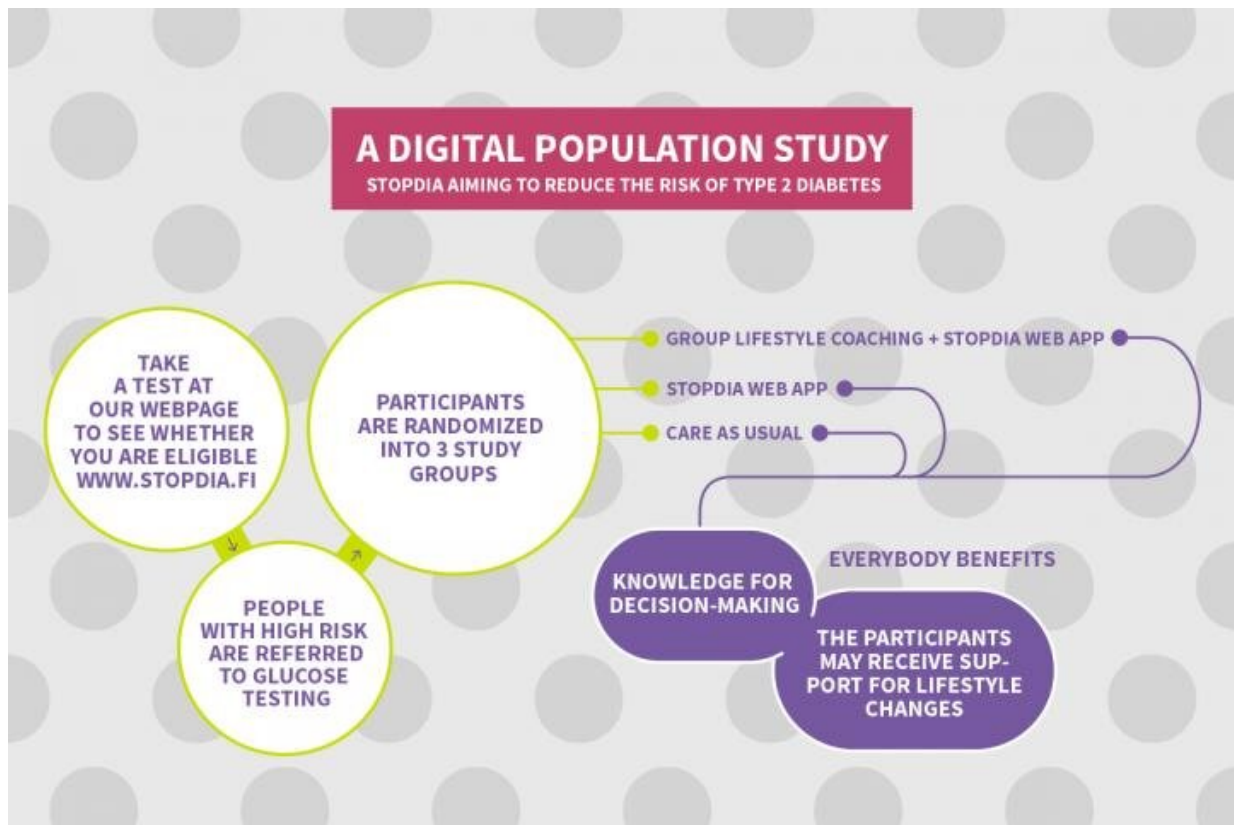 A DIGITAL POPULATION STUDY
STOPDIA AIMING TO REDUCE THE RISK OF TYPE 2 DIABETES
TAKE
A TEST AT
OUR WEBPAGE
TO SEE WHETHER
YOU ARE ELIGIBLE
WWW.STOPDIA.FI
PEOPLE
WITH HIGH RISK
ARE REFERRED
TO GLUCOSE
TESTING
PARTICIPANTS
ARE RANDOMIZED
INTO 3 STUDY
GROUPS
GROUP LIFESTYLE COACHING + STOPDIA WEB APP
STOPDIA WEB APP
CARE AS USUAL
KNOWLEDGE FOR
DECISION-MAKING
EVERYBODY BENEFITS
THE PARTICIPANTS
MAY RECEIVE SUP-
PORT FOR LIFESTYLE
CHANGES